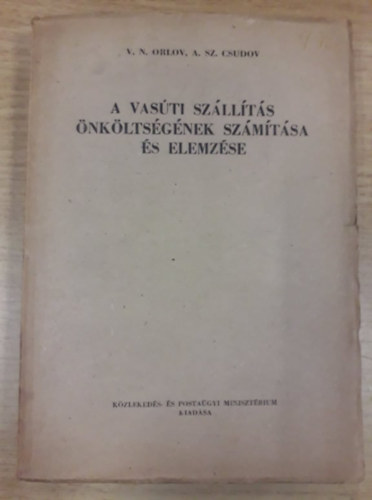 V. N. ORLOV, A. SZ. CSUDOV
A VASÚTI SZÁLLÍTÁS
ÖNKÖLTSÉGÉNEK SZÁMÍTÁSA
ÉS ELEMZÉSE
KÖZLEKEDÉS- ÉS POSTAÜGYI MINISZTÉRIUM
KIADÁSA